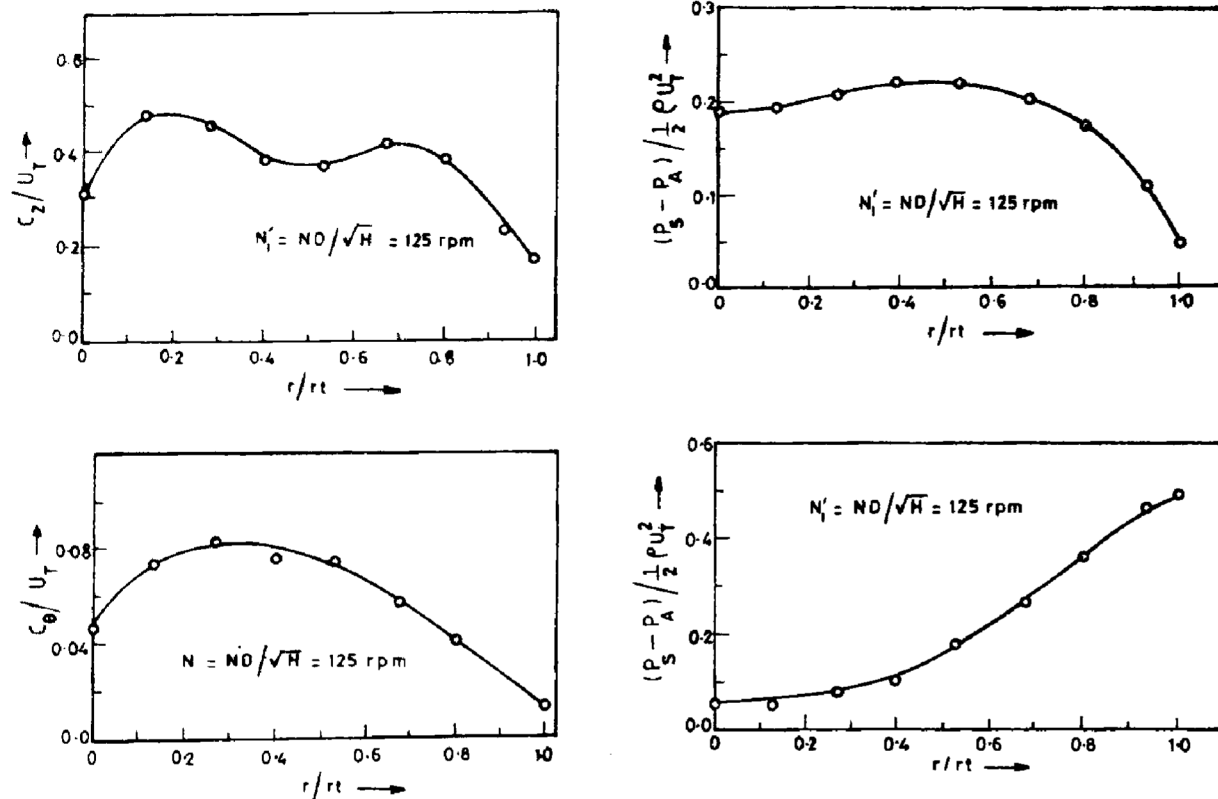 0.6
0.4
0.2
0.0
C_Z/U_T →
N₁' = ND/√H = 125 rpm
0 0.2 0.4 0.6 0.8 1.0
r/rt →
0.3
0.2
0.1
0.0
(P_S - P_A)/½ρU_T² →
N₁' = ND/√H = 125 rpm
0 0.2 0.4 0.6 0.8 1.0
r/rt →
0.08
0.04
0.0
C_θ/U_T →
N = ND/√H = 125 rpm
0 0.2 0.4 0.6 0.8 1.0
r/rt →
0.6
0.4
0.2
0.0
(P_S - P_A)/½ρU_T² →
N₁' = ND/√H = 125 rpm
0 0.2 0.4 0.6 0.8 1.0
r/rt →